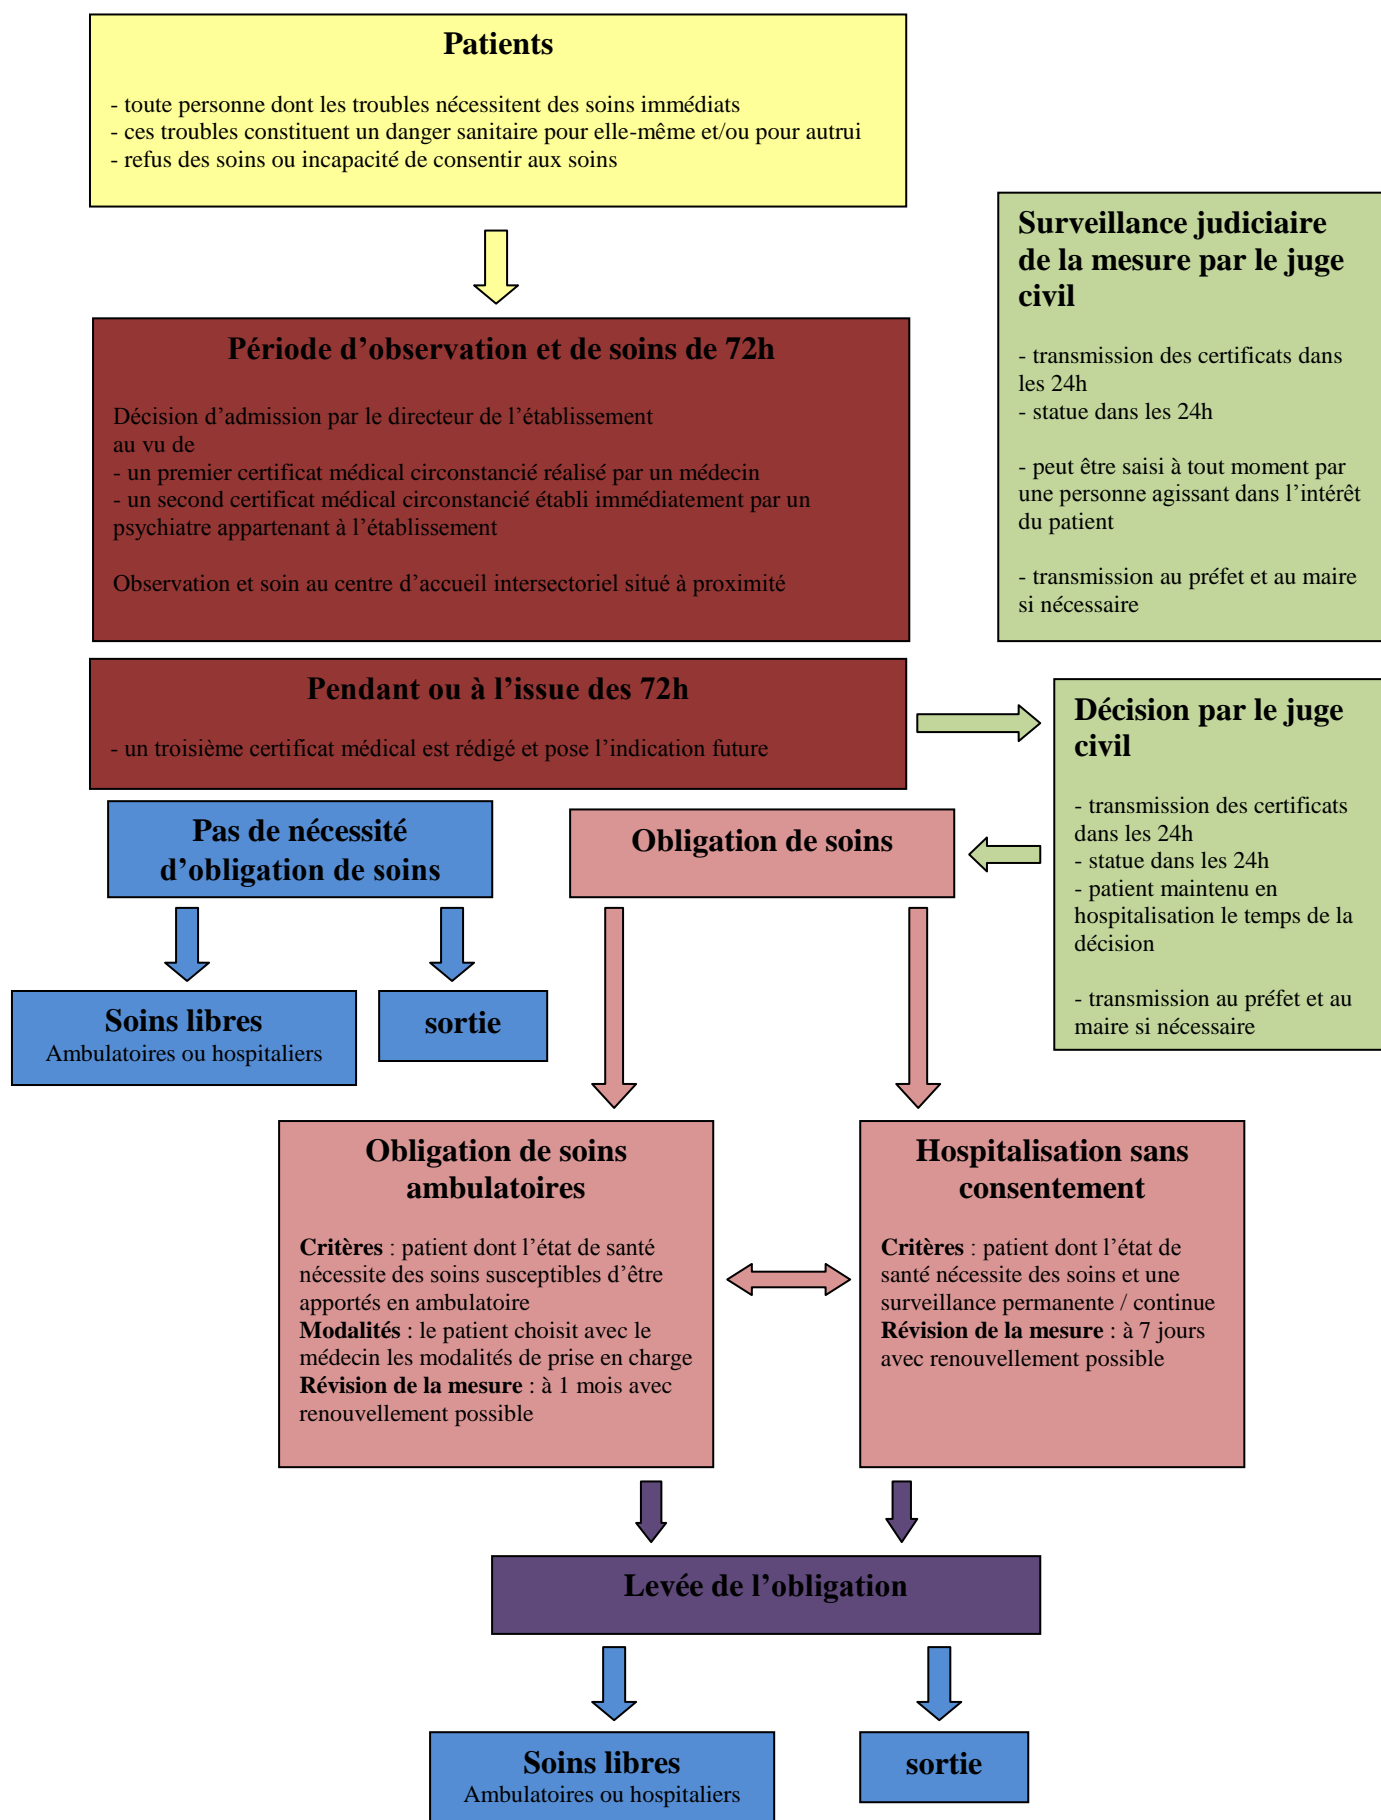 Patients
- toute personne dont les troubles nécessitent des soins immédiats
- ces troubles constituent un danger sanitaire pour elle-même et/ou pour autrui
- refus des soins ou incapacité de consentir aux soins
Surveillance judiciaire
de la mesure par le juge
civil
- transmission des certificats dans
les 24h
- statue dans les 24h
- peut être saisi à tout moment par
une personne agissant dans l’intérêt
du patient
- transmission au préfet et au maire
si nécessaire
Période d’observation et de soins de 72h
Décision d’admission par le directeur de l’établissement
au vu de
- un premier certificat médical circonstancié réalisé par un médecin
- un second certificat médical circonstancié établi immédiatement par un
psychiatre appartenant à l’établissement
Observation et soin au centre d’accueil intersectoriel situé à proximité
Pendant ou à l’issue des 72h
- un troisième certificat médical est rédigé et pose l’indication future
Décision par le juge
civil
- transmission des certificats
dans les 24h
- statue dans les 24h
- patient maintenu en
hospitalisation le temps de la
décision
- transmission au préfet et au
maire si nécessaire
Pas de nécessité
d’obligation de soins
Obligation de soins
Soins libres
Ambulatoires ou hospitaliers
sortie
Obligation de soins
ambulatoires
Critères : patient dont l’état de santé
nécessite des soins susceptibles d’être
apportés en ambulatoire
Modalités : le patient choisit avec le
médecin les modalités de prise en charge
Révision de la mesure : à 1 mois avec
renouvellement possible
Hospitalisation sans
consentement
Critères : patient dont l’état de
santé nécessite des soins et une
surveillance permanente / continue
Révision de la mesure : à 7 jours
avec renouvellement possible
Levée de l’obligation
Soins libres
Ambulatoires ou hospitaliers
sortie